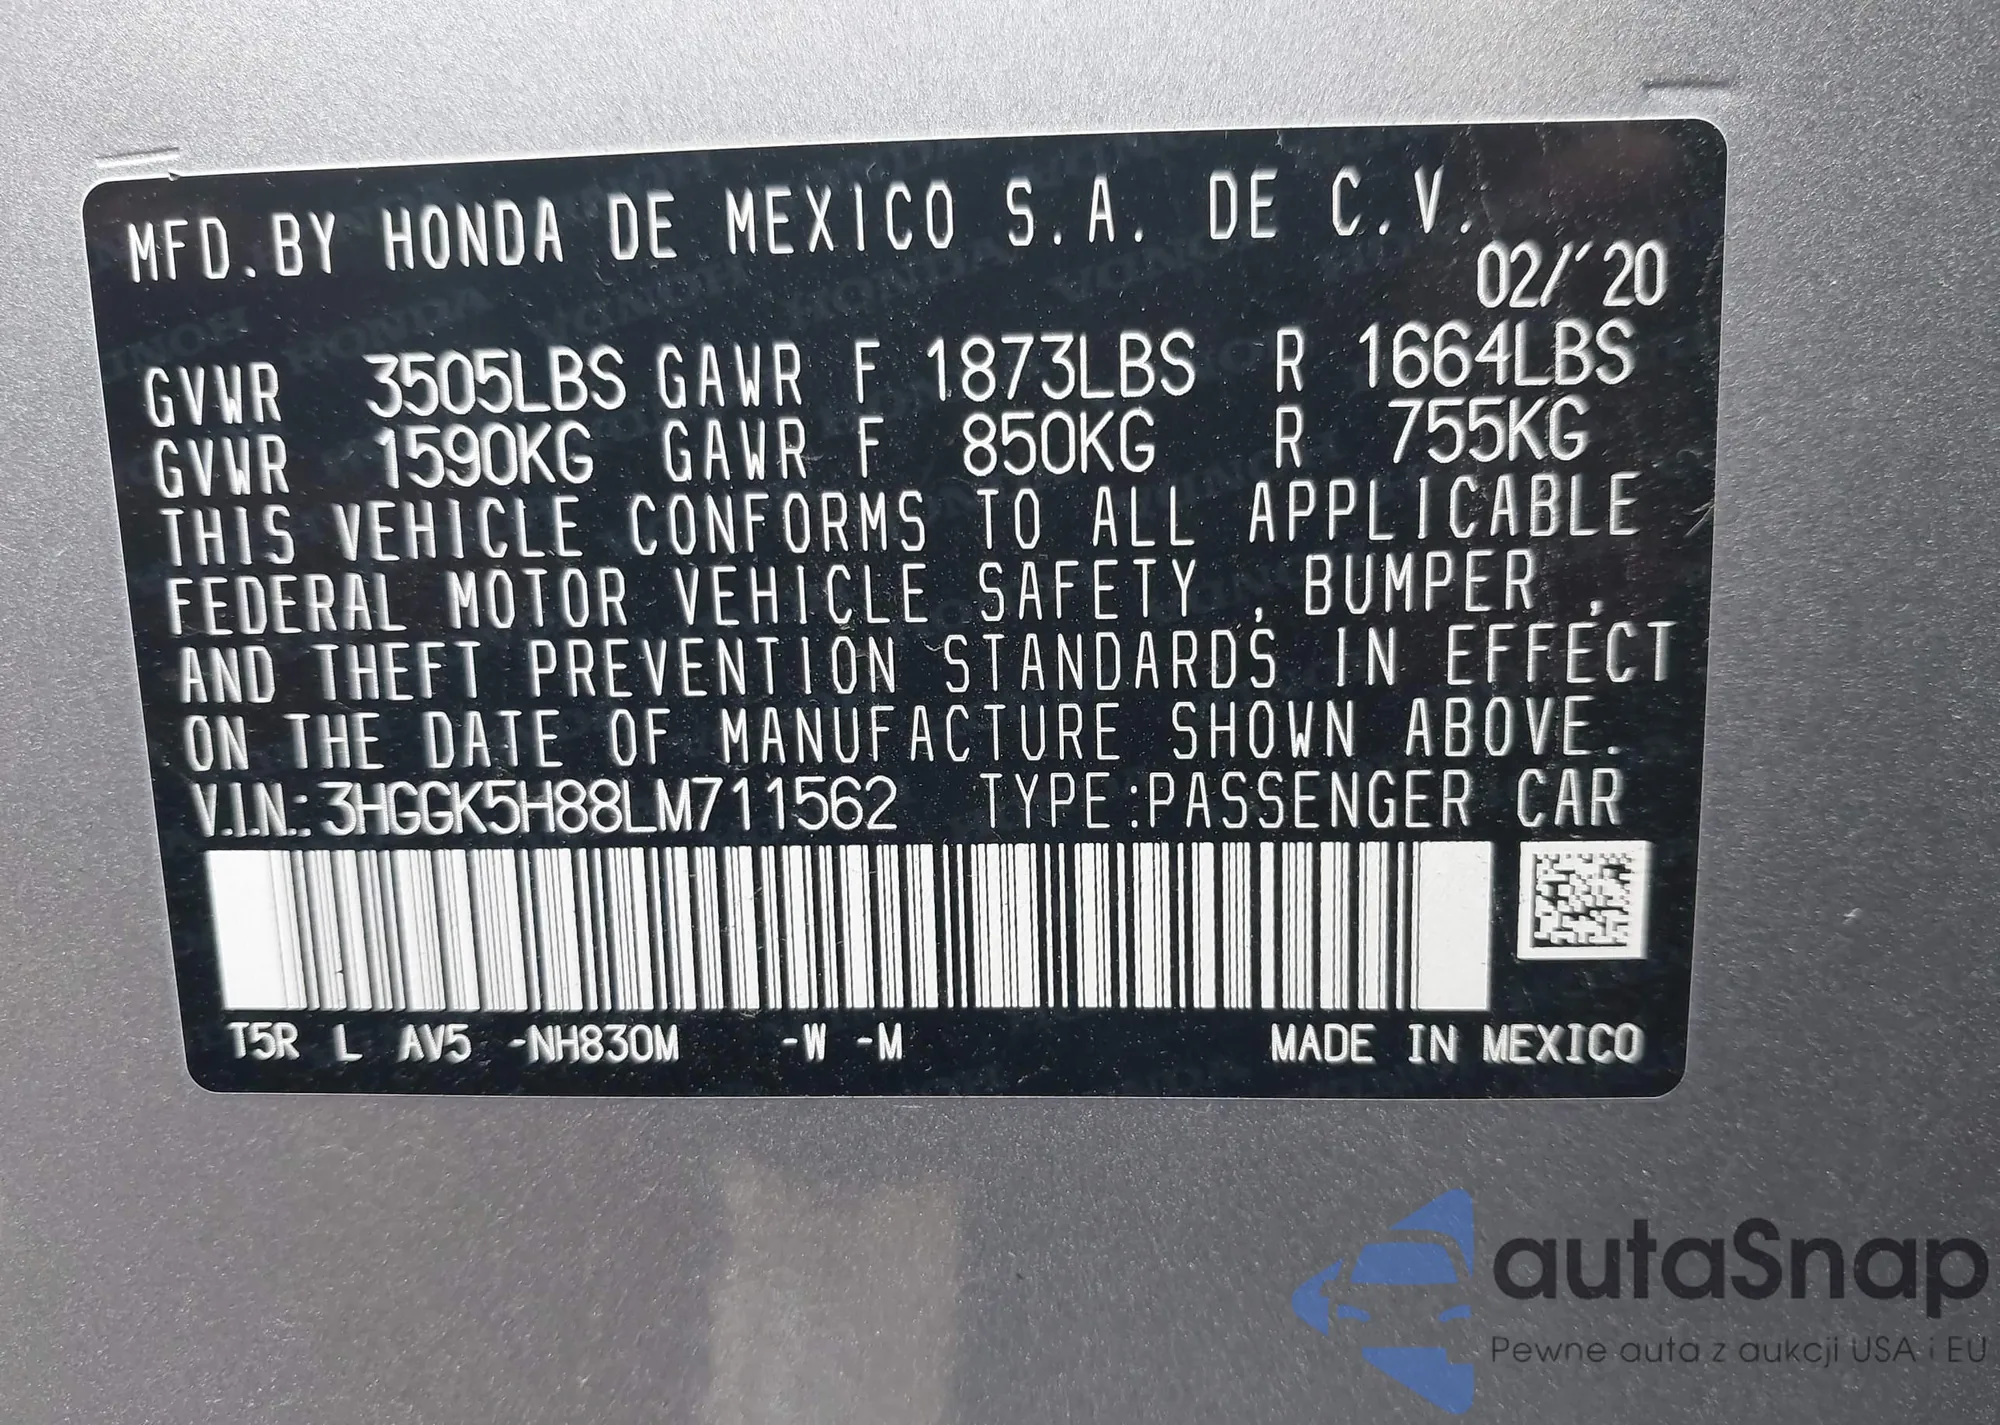 MFD. BY HONDA DE MEXICO S.A. DE C.V.
02/'20
GVWR 3505LBS GAWR F 1873LBS R 1664LBS
GVWR 1590KG GAWR F 850KG R 755KG
THIS VEHICLE CONFORMS TO ALL APPLICABLE
FEDERAL MOTOR VEHICLE SAFETY , BUMPER ,
AND THEFT PREVENTION STANDARDS IN EFFECT
ON THE DATE OF MANUFACTURE SHOWN ABOVE.
V.I.N.: 3HGGK5H88LM711562 TYPE:PASSENGER CAR
T5R L AV5 -NH830M -W -M MADE IN MEXICO
autaSnap
Pewne auta z aukcji USA i EU